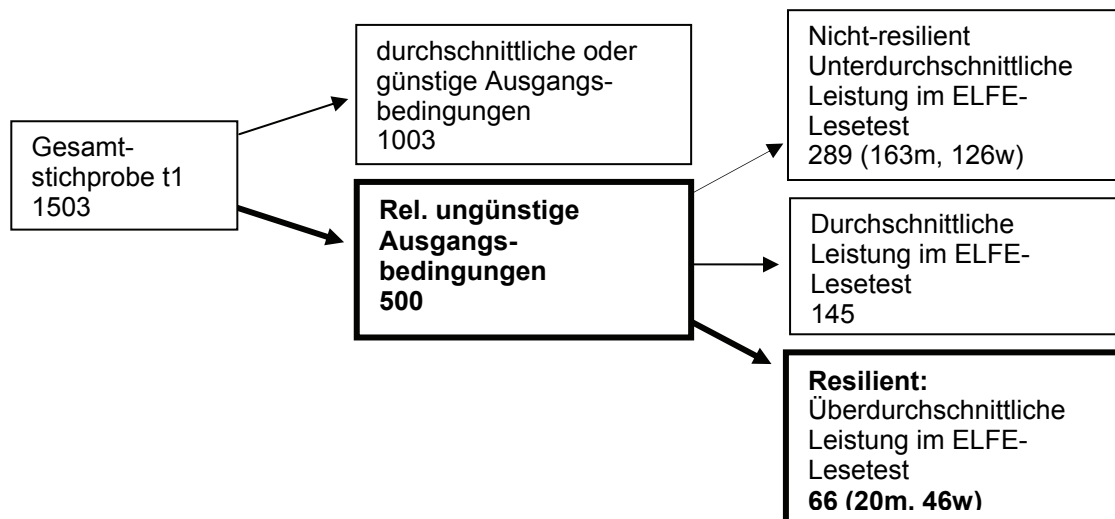 Gesamt-
stichprobe t1
1503
durchschnittliche oder
günstige Ausgangs-
bedingungen
1003
Rel. ungünstige
Ausgangs-
bedingungen
500
Nicht-resilient
Unterdurchschnittliche
Leistung im ELFE-
Lesetest
289 (163m, 126w)
Durchschnittliche
Leistung im ELFE-
Lesetest
145
Resilient:
Überdurchschnittliche
Leistung im ELFE-
Lesetest
66 (20m, 46w)